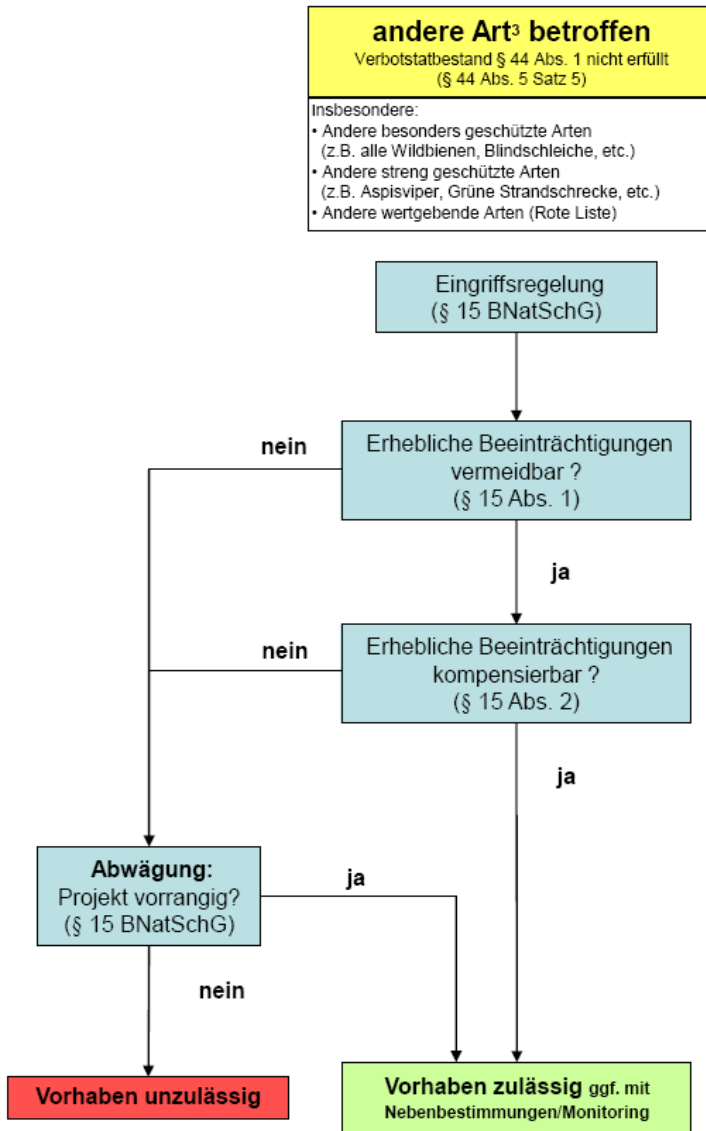 andere Art³ betroffen
Verbotstatbestand § 44 Abs. 1 nicht erfüllt
(§ 44 Abs. 5 Satz 5)
Insbesondere:
• Andere besonders geschützte Arten
(z.B. alle Wildbienen, Blindschleiche, etc.)
• Andere streng geschützte Arten
(z.B. Aspisviper, Grüne Strandschrecke, etc.)
• Andere wertgebende Arten (Rote Liste)
Eingriffsregelung
(§ 15 BNatSchG)
nein
Erhebliche Beeinträchtigungen
vermeidbar ?
(§ 15 Abs. 1)
ja
nein
Erhebliche Beeinträchtigungen
kompensierbar ?
(§ 15 Abs. 2)
ja
Abwägung:
Projekt vorrangig?
(§ 15 BNatSchG)
ja
nein
Vorhaben unzulässig
Vorhaben zulässig ggf. mit
Nebenbestimmungen/Monitoring